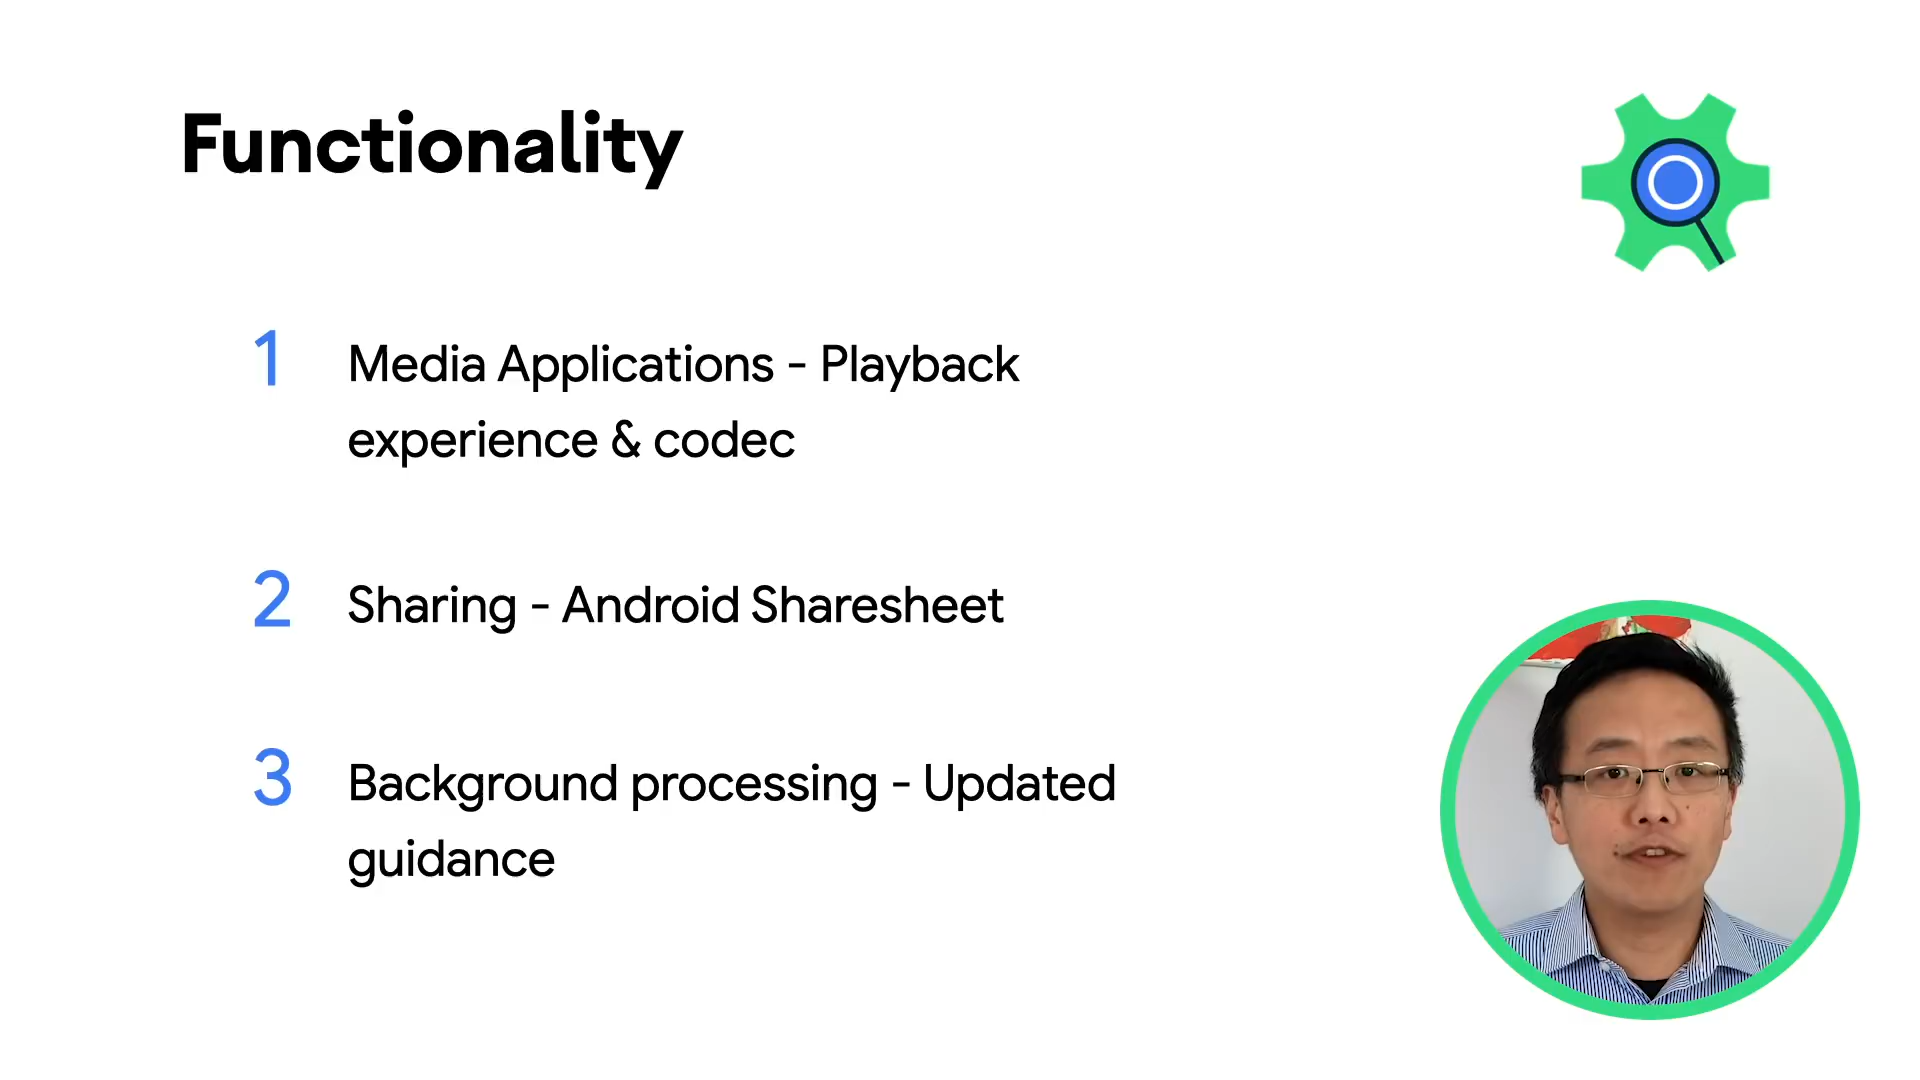 Functionality
1 Media Applications - Playback
experience & codec
2 Sharing - Android Sharesheet
3 Background processing - Updated
guidance